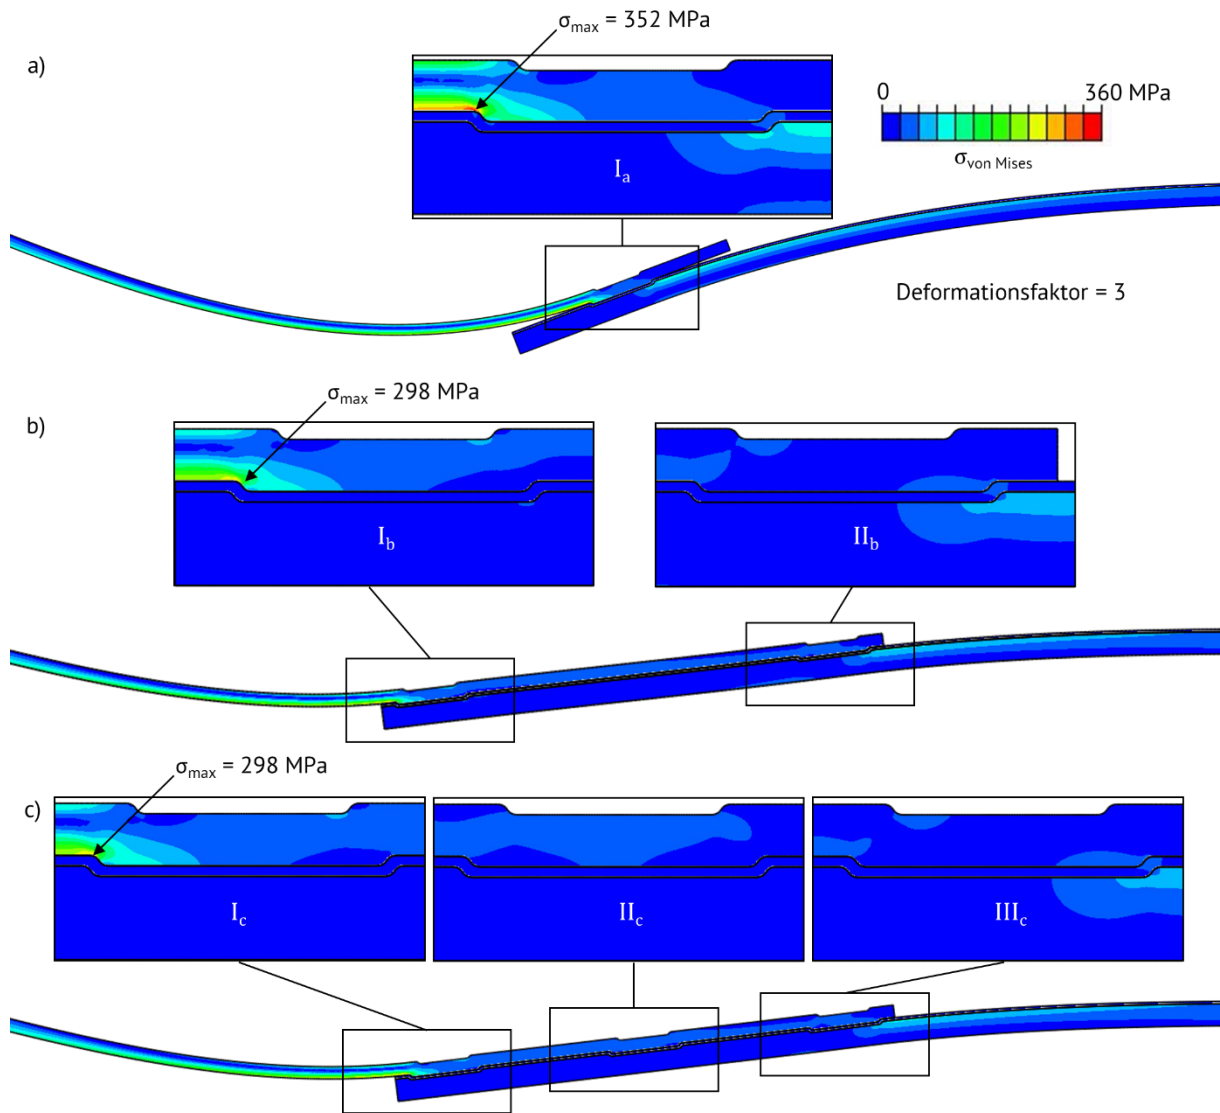 σmax = 352 MPa
a)
0 360 MPa
σvon Mises
Ia
Deformationsfaktor = 3
σmax = 298 MPa
b)
Ib IIb
σmax = 298 MPa
c)
Ic IIc IIIc